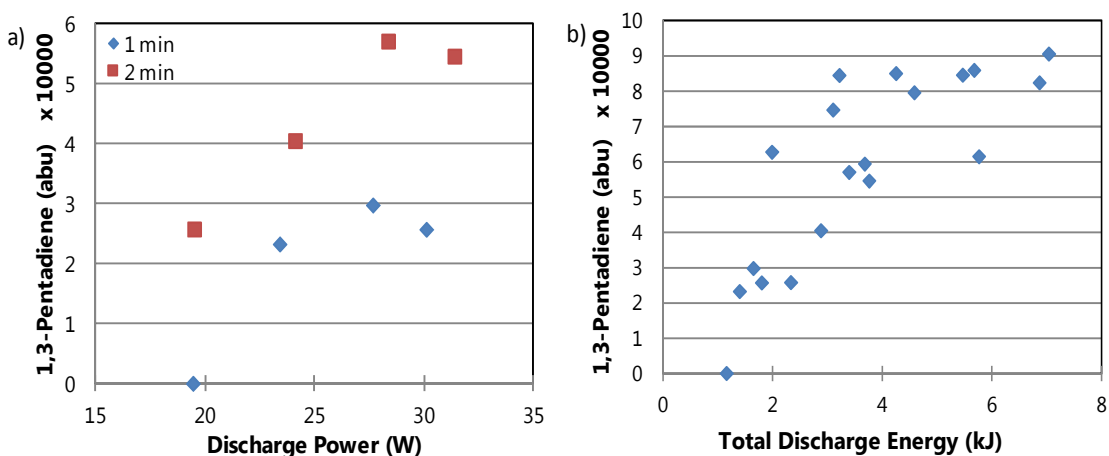 a)
1,3-Pentadiene (abu) x 10000
6
5
4
3
2
1
0
1 min
2 min
15 20 25 30 35
Discharge Power (W)
b)
1,3-Pentadiene (abu) x 10000
10
9
8
7
6
5
4
3
2
1
0
0 2 4 6 8
Total Discharge Energy (kJ)